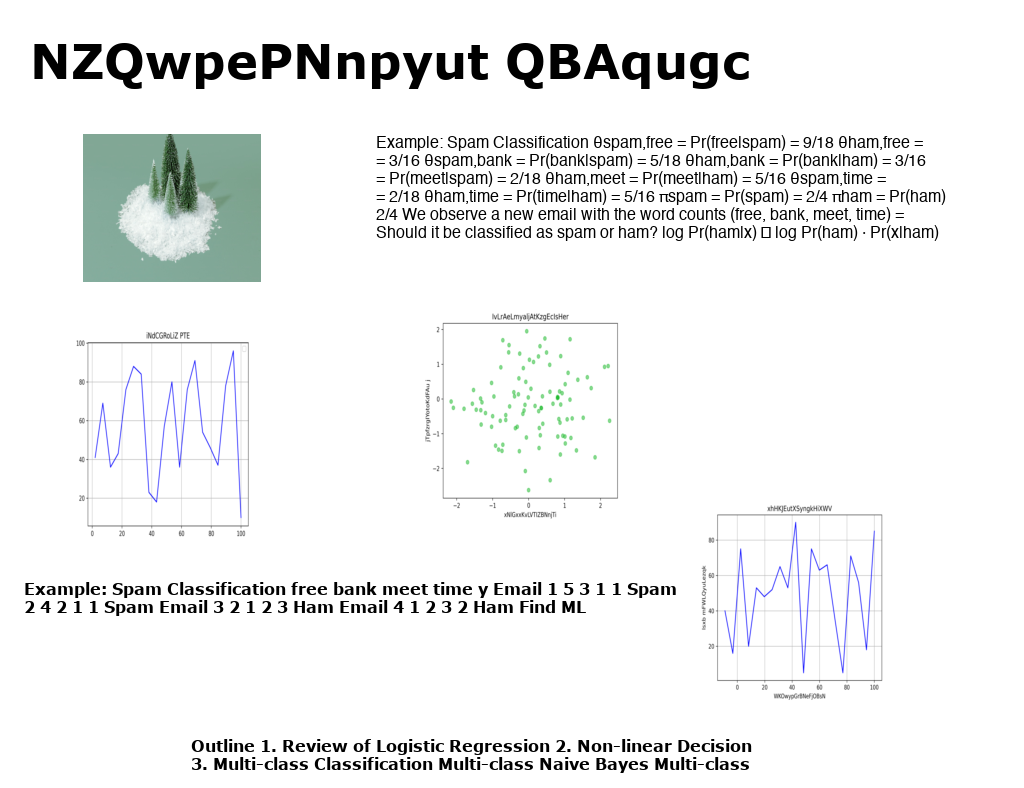 NZQwpePNnpyut QBAqugc
Example: Spam Classification θspam,free = Pr(free|spam) = 9/18 θham,free =
= 3/16 θspam,bank = Pr(bank|spam) = 5/18 θham,bank = Pr(bank|ham) = 3/16
= Pr(meet|spam) = 2/18 θham,meet = Pr(meet|ham) = 5/16 θspam,time =
= 2/18 θham,time = Pr(time|ham) = 5/16 πspam = Pr(spam) = 2/4 πham = Pr(ham)
2/4 We observe a new email with the word counts (free, bank, meet, time) =
Should it be classified as spam or ham? log Pr(ham|x) log Pr(ham) · Pr(x|ham)
iNdCGRoLiZ PTE
100
80
60
40
20
0 20 40 60 80 100
2
1
0
−1
−2
−2 −1 0 1 2
xhHKJEutXSyngkHiXWV
80
60
40
20
0 20 40 60 80 100
Example: Spam Classification free bank meet time y Email 1 5 3 1 1 Spam
2 4 2 1 1 Spam Email 3 2 1 2 3 Ham Email 4 1 2 3 2 Ham Find ML
Outline 1. Review of Logistic Regression 2. Non-linear Decision
3. Multi-class Classification Multi-class Naive Bayes Multi-class